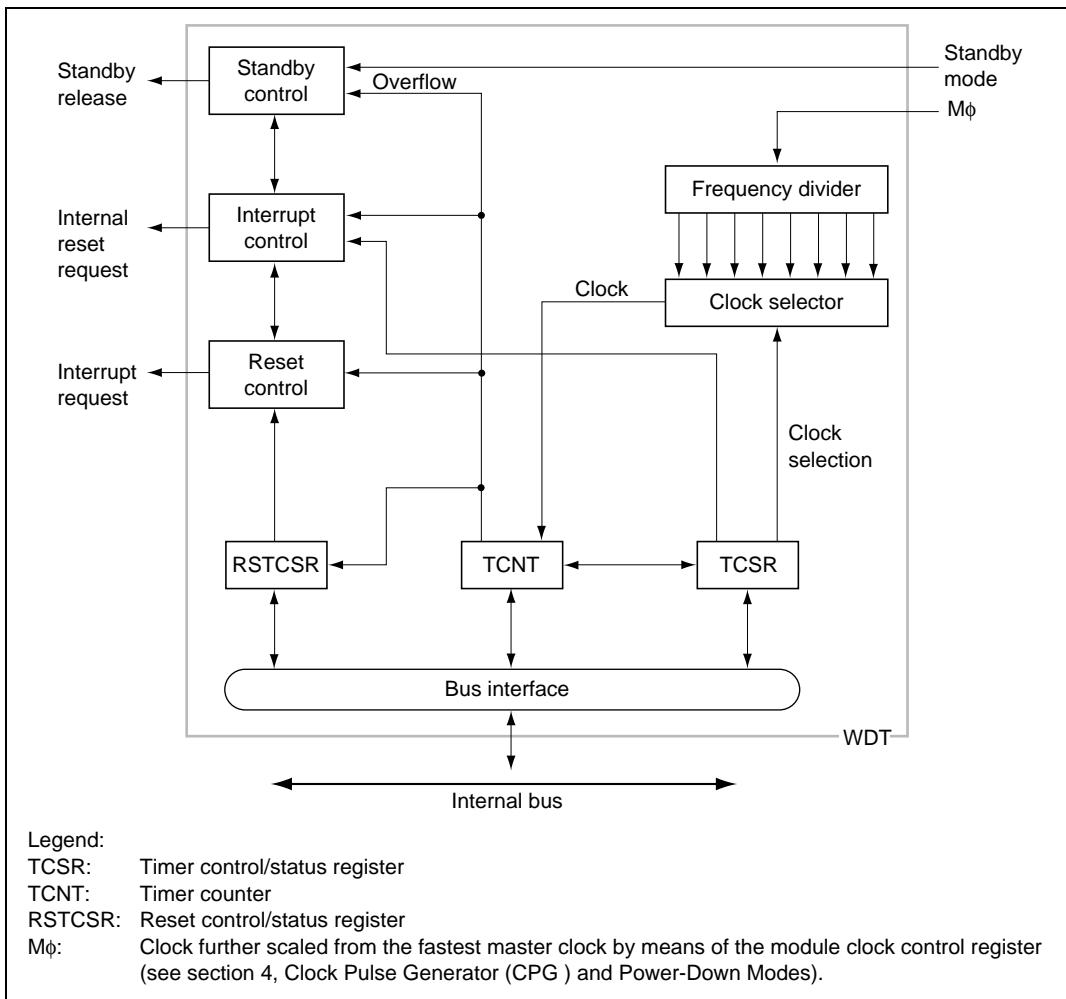 Standby
release
Standby
control
Overflow
Standby
mode
Mϕ
Frequency divider
Internal
reset
request
Interrupt
control
Clock
Clock selector
Interrupt
request
Reset
control
Clock
selection
RSTCSR
TCNT
TCSR
Bus interface
WDT
Internal bus
Legend:
TCSR: Timer control/status register
TCNT: Timer counter
RSTCSR: Reset control/status register
Mϕ: Clock further scaled from the fastest master clock by means of the module clock control register
(see section 4, Clock Pulse Generator (CPG ) and Power-Down Modes).